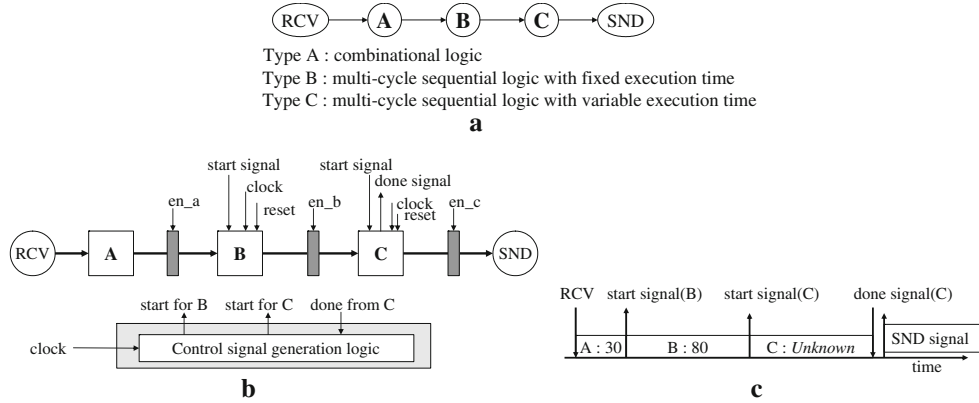 RCV A B C SND
Type A : combinational logic
Type B : multi-cycle sequential logic with fixed execution time
Type C : multi-cycle sequential logic with variable execution time
a
start signal
clock
reset
en_a
start signal
done signal
clock
reset
en_b
en_c
RCV A B C SND
start for B start for C done from C
clock
Control signal generation logic
b
RCV start signal(B) start signal(C) done signal(C)
A : 30 B : 80 C : Unknown SND signal
time
c